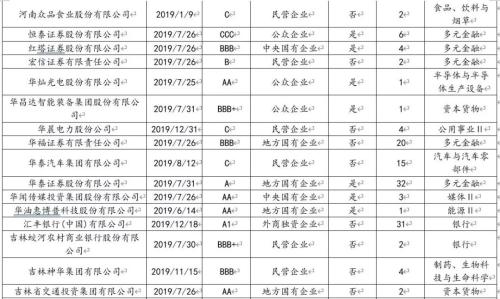 河南众品食业股份有限公司 2019/1/9 C 民营企业 否 2 食品、饮料与
烟草
恒泰证券股份有限公司 2019/7/26 CCC 公众企业 是 6 多元金融
红塔证券股份有限公司 2019/7/26 BBB 中央国有企业 是 4 多元金融
宏信证券有限责任公司 2019/7/26 B 民营企业 否 2 多元金融
华灿光电股份有限公司 2019/7/25 AA 公众企业 是 1 半导体与半导
体生产设备
华昌达智能装备集团股份有限公
司 2019/7/31 BBB+ 公众企业 是 1 资本货物
华晨电力股份公司 2019/12/31 C 民营企业 否 4 公用事业Ⅱ
华福证券有限责任公司 2019/7/26 BBB 地方国有企业 否 20 多元金融
华泰汽车集团有限公司 2019/8/12 C 民营企业 否 15 汽车与汽车零
部件
华泰证券股份有限公司 2019/7/31 A 地方国有企业 是 32 多元金融
华闻传媒投资集团股份有限公司 2019/7/26 AA 中央国有企业 是 3 媒体Ⅱ
华油惠博普科技股份有限公司 2019/6/14 AA 地方国有企业 是 1 能源Ⅱ
汇丰银行(中国)有限公司 2019/12/18 A1 外商独资企业 否 31 银行
吉林蛟河农村商业银行股份有限
公司 2019/7/30 BBB+ 民营企业 否 2 银行
吉林神华集团有限公司 2019/11/15 BBB 民营企业 否 4 制药、生物科
技与生命科学
吉林省交通投资集团有限公司 2019/7/26 AA 地方国有企业 否 2 资本货物